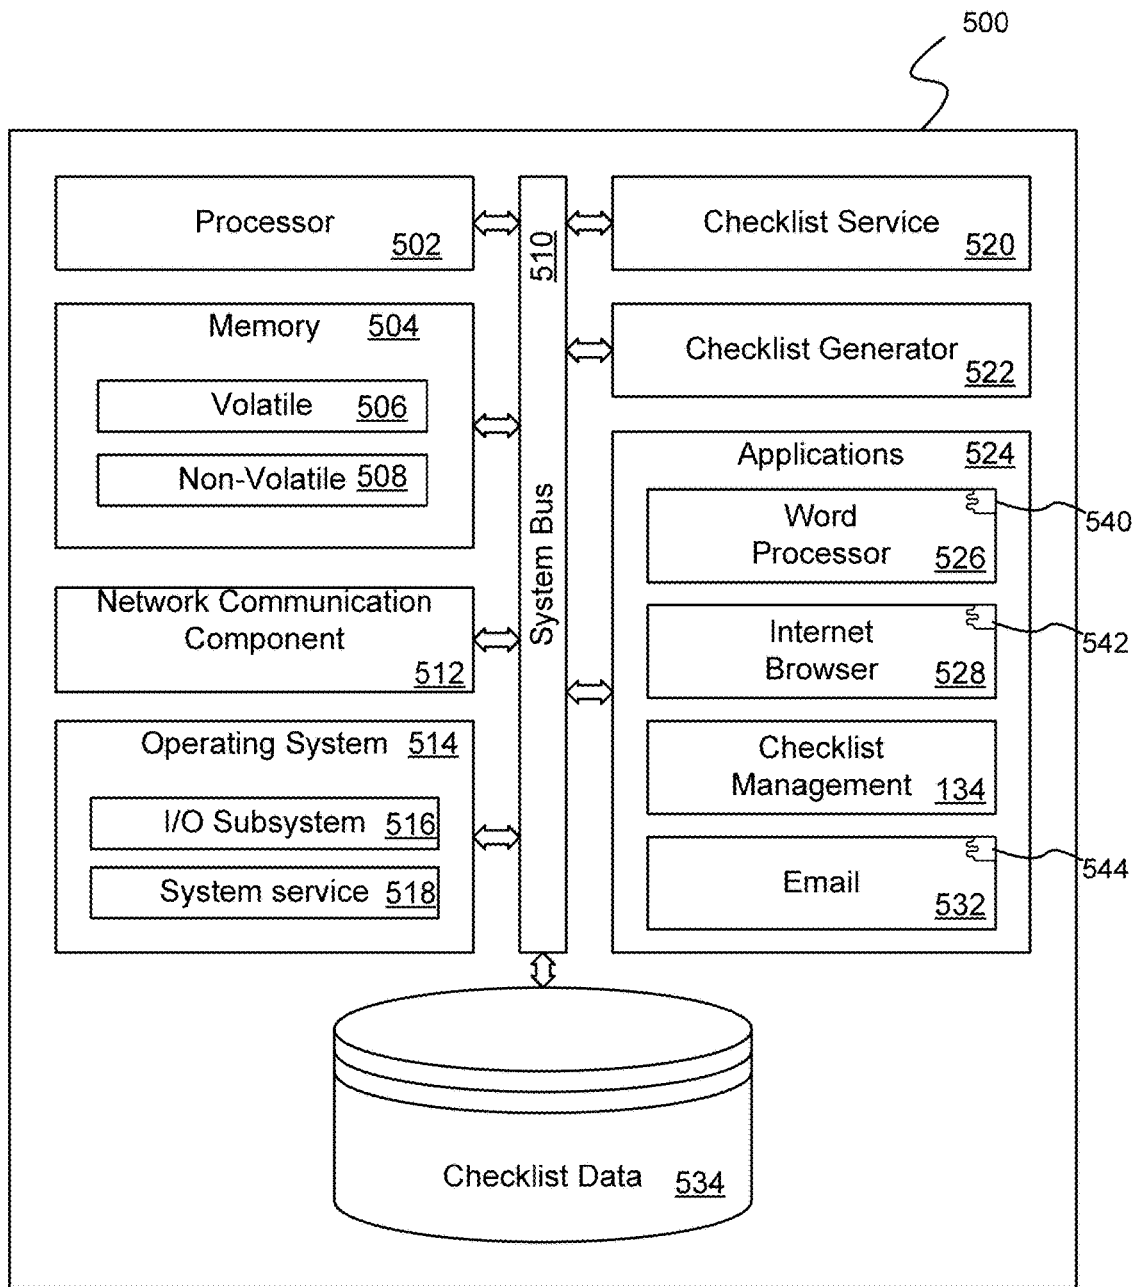 500
Processor
502
Memory 504
Volatile 506
Non-Volatile 508
Network Communication
Component
512
Operating System 514
I/O Subsystem 516
System service 518
System Bus 510
Checklist Service
520
Checklist Generator
522
Applications 524
Word
Processor
526
540
Internet
Browser
528
542
Checklist
Management 134
Email
532
544
Checklist Data 534